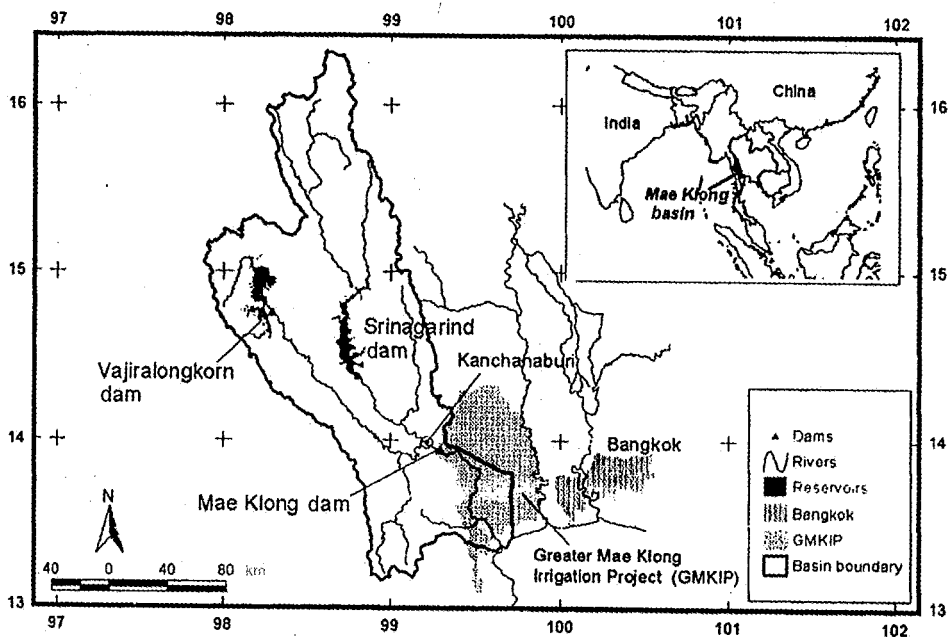 97 98 99 100 101 102
16 16
15 15
14 14
13 13
97 98 99 100 101 102
China
India
Mae Klong
basin
Srinagarind
dam
Kanchanaburi
Vajiralongkorn
dam
Bangkok
Mae Klong dam
Greater Mae Klong
Irrigation Project (GMKIP)
N
40 0 40 80 km
Dams
Rivers
Reservoirs
Bangkok
GMKIP
Basin boundary